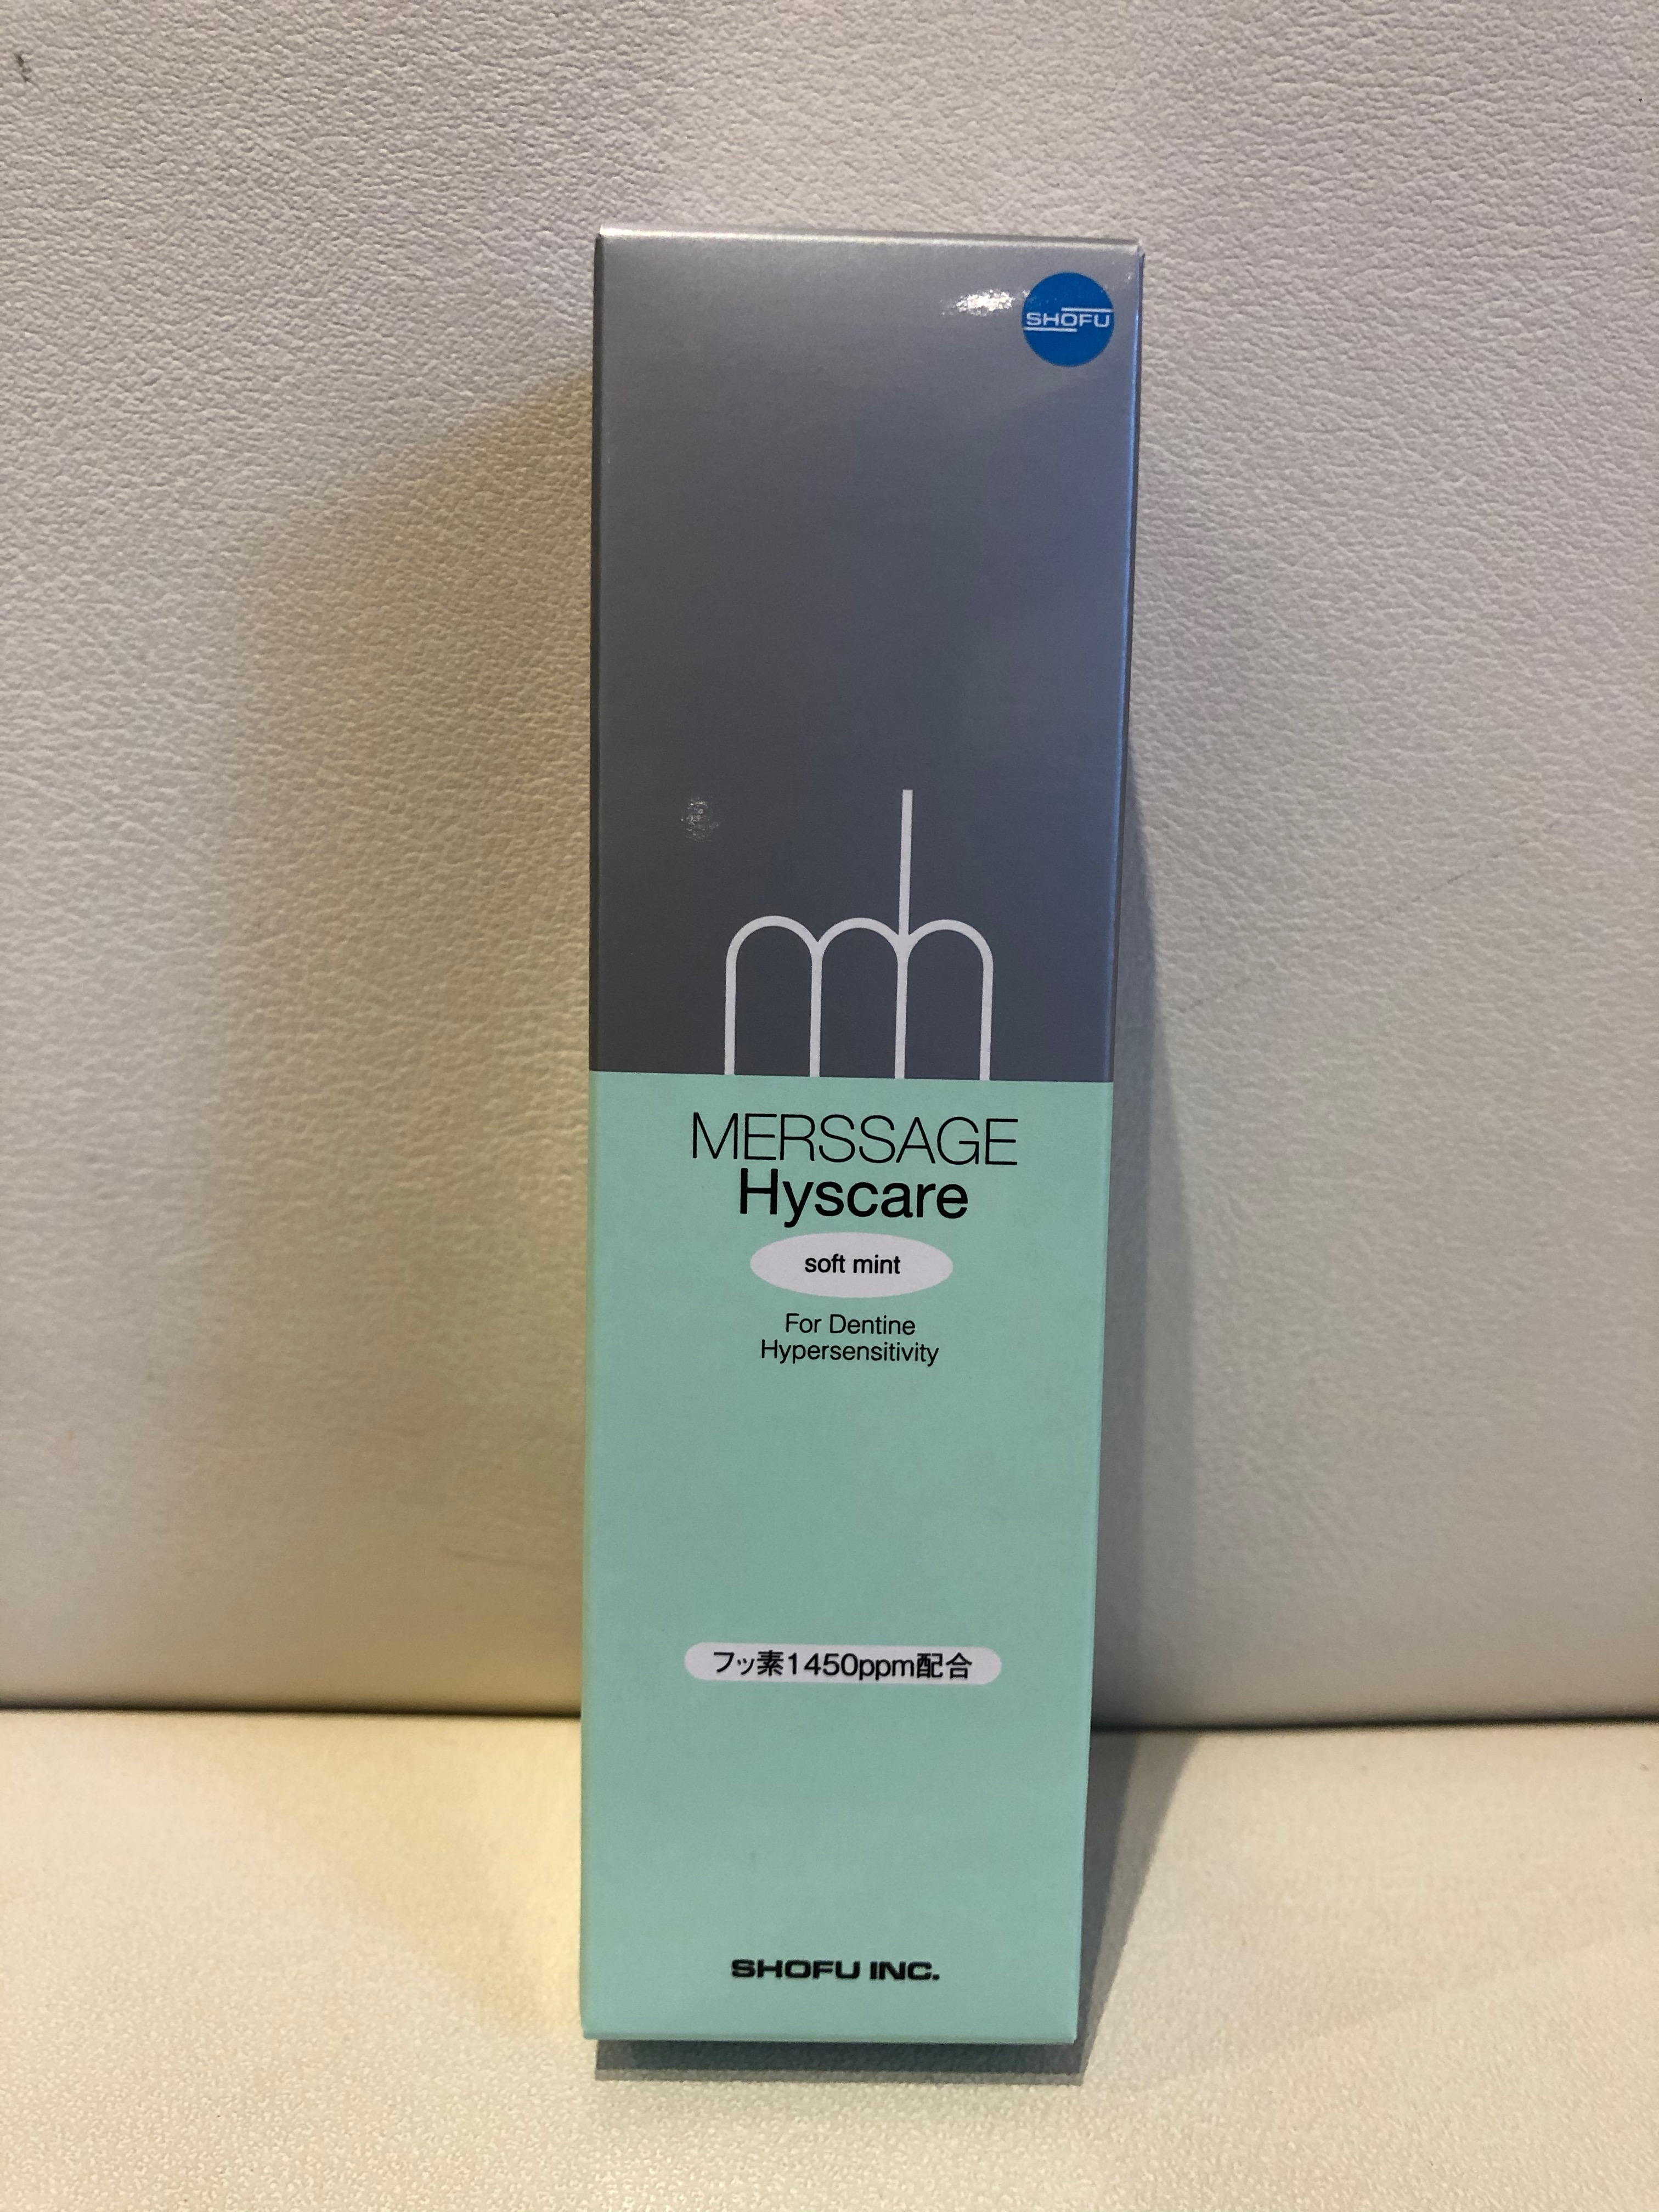 SHOFU
mh
MERSSAGE
Hyscare
soft mint
For Dentine
Hypersensitivity
フッ素1450ppm配合
SHOFU INC.